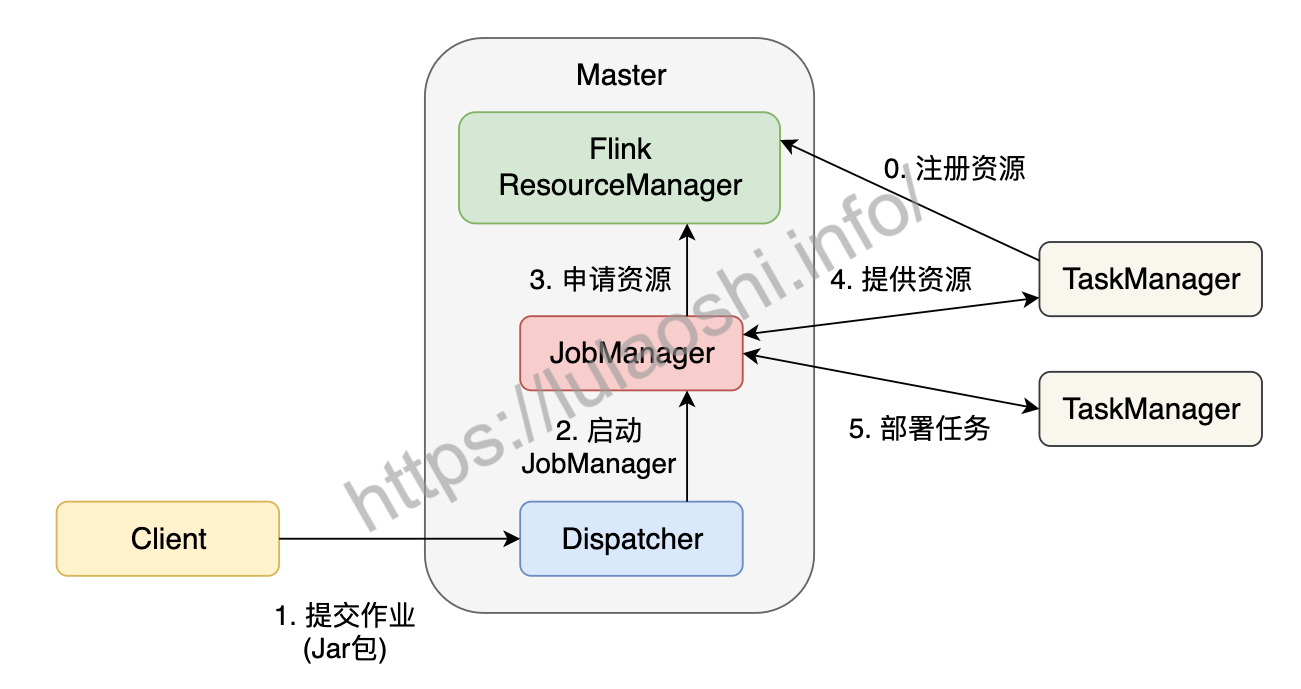 Master
Flink
ResourceManager
0. 注册资源
3. 申请资源
4. 提供资源
TaskManager
JobManager
TaskManager
5. 部署任务
2. 启动
JobManager
Client
Dispatcher
1. 提交作业
(Jar包)
https://lulaoshi.info/